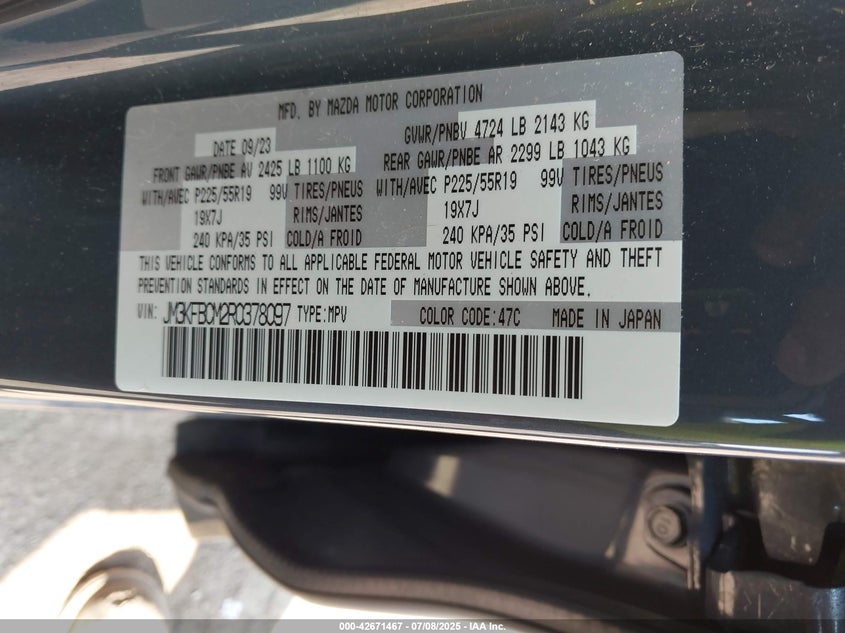 MFD. BY MAZDA MOTOR CORPORATION
DATE 09/23 GVWR/PNBV 4724 LB 2143 KG
FRONT GAWR/PNBE AV 2425 LB 1100 KG REAR GAWR/PNBE AR 2299 LB 1043 KG
WITH/AVEC P225/55R19 99V TIRES/PNEUS WITH/AVEC P225/55R19 99V TIRES/PNEUS
19X7J RIMS/JANTES 19X7J RIMS/JANTES
240 KPA/35 PSI COLD/A FROID 240 KPA/35 PSI COLD/A FROID
THIS VEHICLE CONFORMS TO ALL APPLICABLE FEDERAL MOTOR VEHICLE SAFETY AND THEFT
PREVENTION STANDARDS IN EFFECT ON THE DATE OF MANUFACTURE SHOWN ABOVE.
VIN: JM3KFBCM2R0378097 TYPE:MPV COLOR CODE:47C MADE IN JAPAN
000-42671467 - 07/08/2025 - IAA Inc.